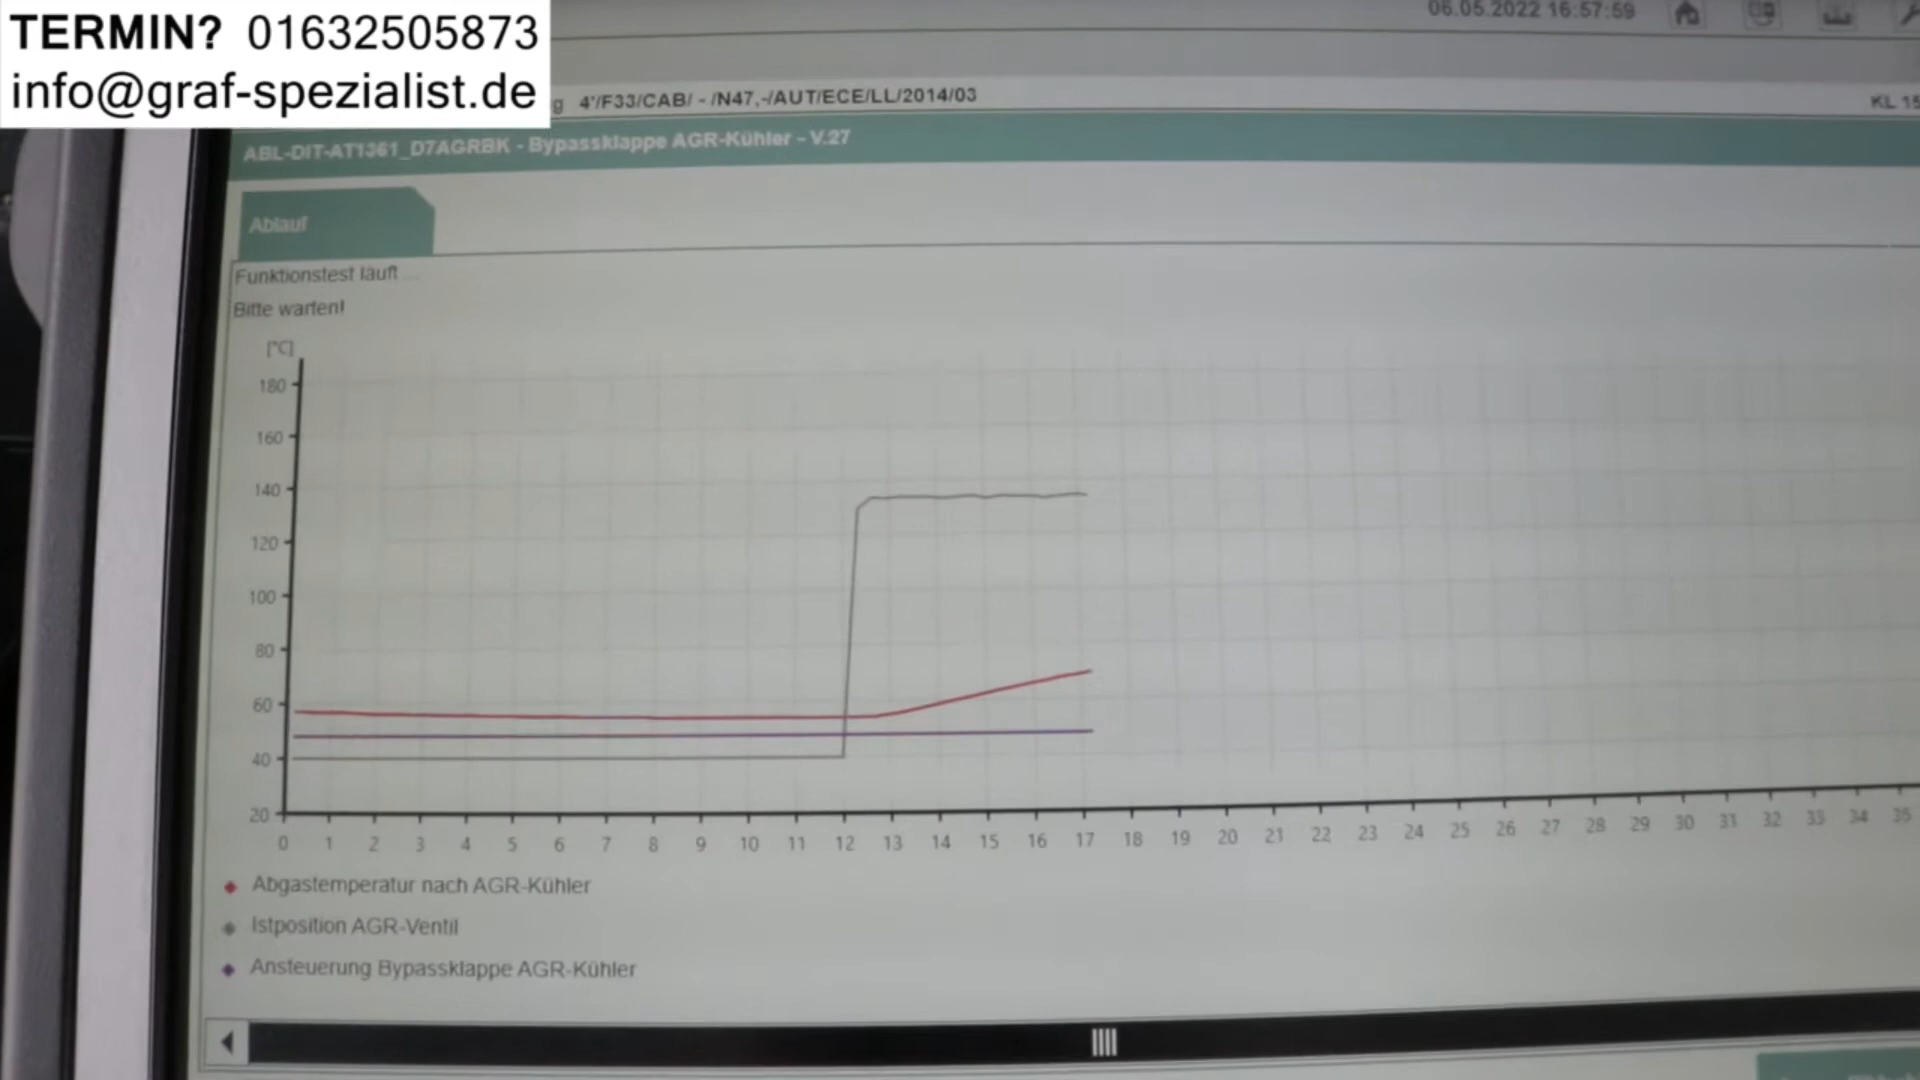 TERMIN? 01632505873
info@graf-spezialist.de
06.05.2022 16:57:59
g 4'/F33/CAB/ - /N47,-/AUT/ECE/LL/2014/03
KL 15
ABL-DIT-AT1361_D7AGRBK - Bypassklappe AGR-Kühler - V.27
Ablauf
Funktionstest läuft ...
Bitte warten!
[°C]
180
160
140
120
100
80
60
40
20
0 1 2 3 4 5 6 7 8 9 10 11 12 13 14 15 16 17 18 19 20 21 22 23 24 25 26 27 28 29 30 31 32 33 34 35
Abgastemperatur nach AGR-Kühler
Istposition AGR-Ventil
Ansteuerung Bypassklappe AGR-Kühler